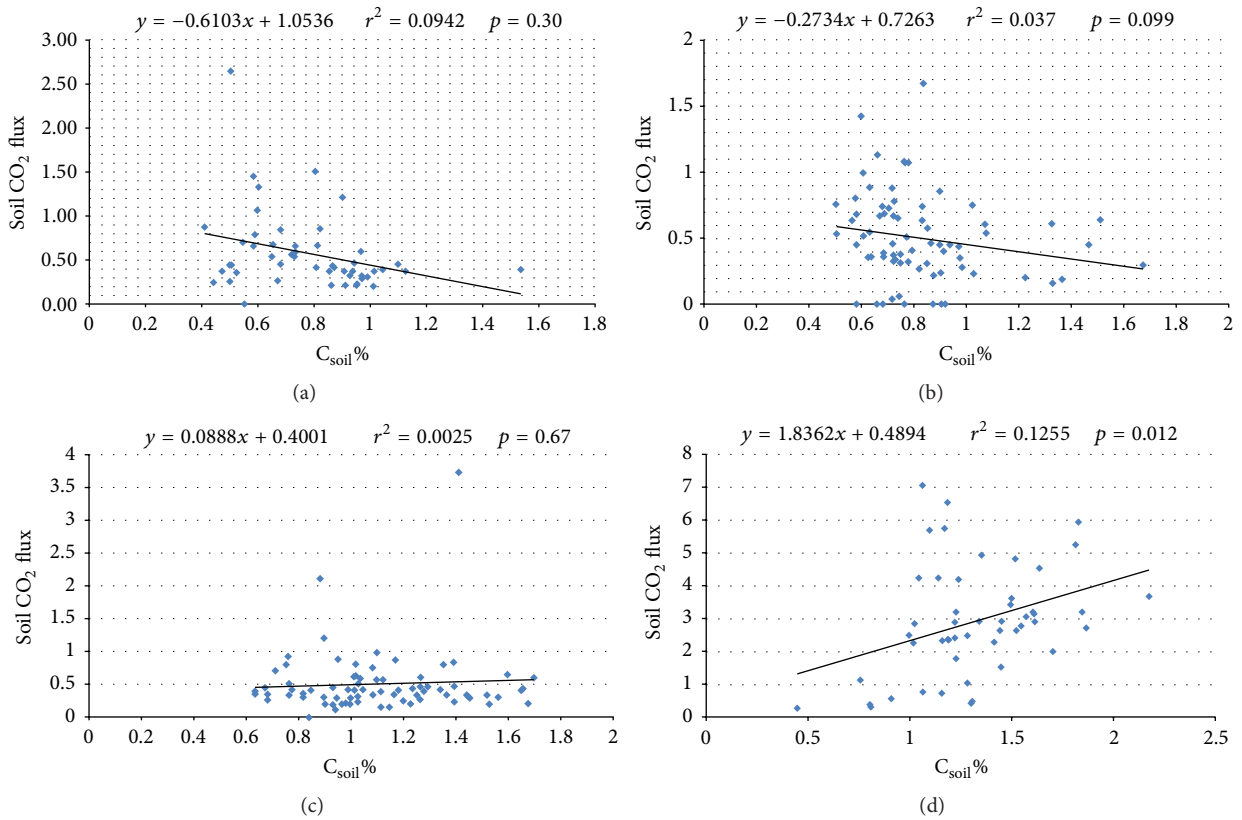 y = −0.6103x + 1.0536 r² = 0.0942 p = 0.30
3.00
2.50
2.00
1.50
1.00
0.50
0.00
Soil CO₂ flux
0 0.2 0.4 0.6 0.8 1 1.2 1.4 1.6 1.8
C_soil%
(a)
y = −0.2734x + 0.7263 r² = 0.037 p = 0.099
2
1.5
1
0.5
0
Soil CO₂ flux
0 0.2 0.4 0.6 0.8 1 1.2 1.4 1.6 1.8 2
C_soil%
(b)
y = 0.0888x + 0.4001 r² = 0.0025 p = 0.67
4
3.5
3
2.5
2
1.5
1
0.5
0
Soil CO₂ flux
0 0.2 0.4 0.6 0.8 1 1.2 1.4 1.6 1.8 2
C_soil%
(c)
y = 1.8362x + 0.4894 r² = 0.1255 p = 0.012
8
7
6
5
4
3
2
1
0
Soil CO₂ flux
0 0.5 1 1.5 2 2.5
C_soil%
(d)